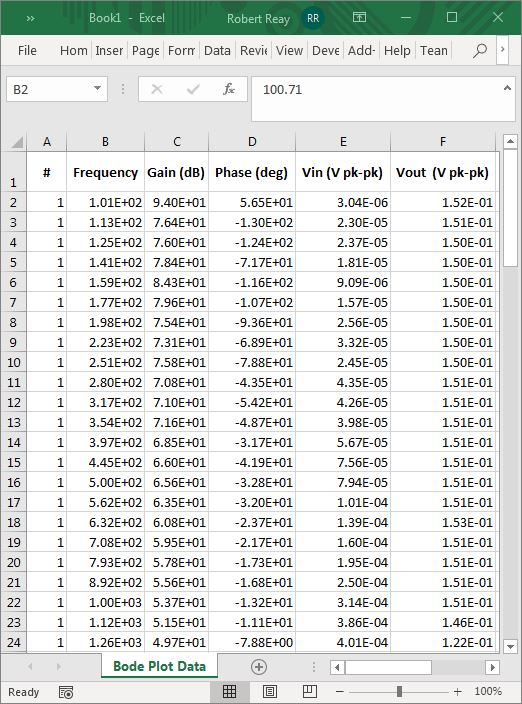 ›› Book1 - Excel Robert Reay RR
File Hom Inser Page Form Data Revie View Deve Add- Help Tean
B2 fx 100.71
A B C D E F
1 # Frequency Gain (dB) Phase (deg) Vin (V pk-pk) Vout (V pk-pk)
2 1 1.01E+02 9.40E+01 5.65E+01 3.04E-06 1.52E-01
3 1 1.13E+02 7.64E+01 -1.30E+02 2.30E-05 1.51E-01
4 1 1.25E+02 7.60E+01 -1.24E+02 2.37E-05 1.50E-01
5 1 1.41E+02 7.84E+01 -7.17E+01 1.81E-05 1.50E-01
6 1 1.59E+02 8.43E+01 -1.16E+02 9.09E-06 1.50E-01
7 1 1.77E+02 7.96E+01 -1.07E+02 1.57E-05 1.50E-01
8 1 1.98E+02 7.54E+01 -9.36E+01 2.56E-05 1.50E-01
9 1 2.23E+02 7.31E+01 -6.89E+01 3.32E-05 1.50E-01
10 1 2.51E+02 7.58E+01 -7.88E+01 2.45E-05 1.50E-01
11 1 2.80E+02 7.08E+01 -4.35E+01 4.35E-05 1.51E-01
12 1 3.17E+02 7.10E+01 -5.42E+01 4.26E-05 1.51E-01
13 1 3.54E+02 7.16E+01 -4.87E+01 3.98E-05 1.51E-01
14 1 3.97E+02 6.85E+01 -3.17E+01 5.67E-05 1.51E-01
15 1 4.45E+02 6.60E+01 -4.19E+01 7.56E-05 1.51E-01
16 1 5.00E+02 6.56E+01 -3.28E+01 7.94E-05 1.51E-01
17 1 5.62E+02 6.35E+01 -3.20E+01 1.01E-04 1.51E-01
18 1 6.32E+02 6.08E+01 -2.37E+01 1.39E-04 1.53E-01
19 1 7.08E+02 5.95E+01 -2.17E+01 1.60E-04 1.51E-01
20 1 7.93E+02 5.78E+01 -1.73E+01 1.95E-04 1.51E-01
21 1 8.92E+02 5.56E+01 -1.68E+01 2.50E-04 1.51E-01
22 1 1.00E+03 5.37E+01 -1.32E+01 3.14E-04 1.51E-01
23 1 1.12E+03 5.15E+01 -1.11E+01 3.86E-04 1.46E-01
24 1 1.26E+03 4.97E+01 -7.88E+00 4.01E-04 1.22E-01
Bode Plot Data
Ready 100%